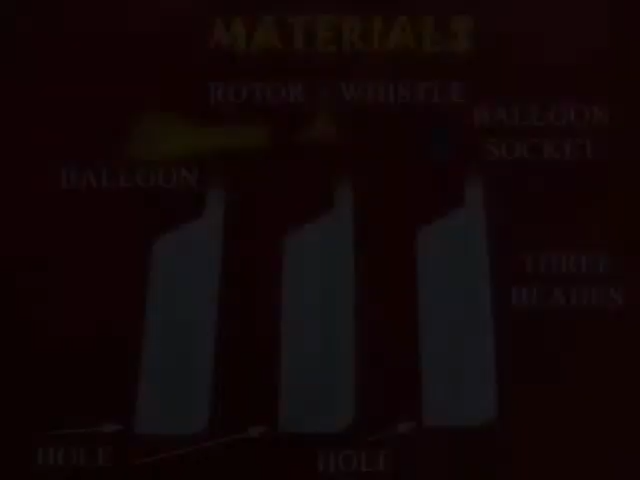 MATERIALS
ROTOR - WHISTLE
BALLOON
SOCKET
BALLOON
THREE
BLADES
HOLE
HOLE